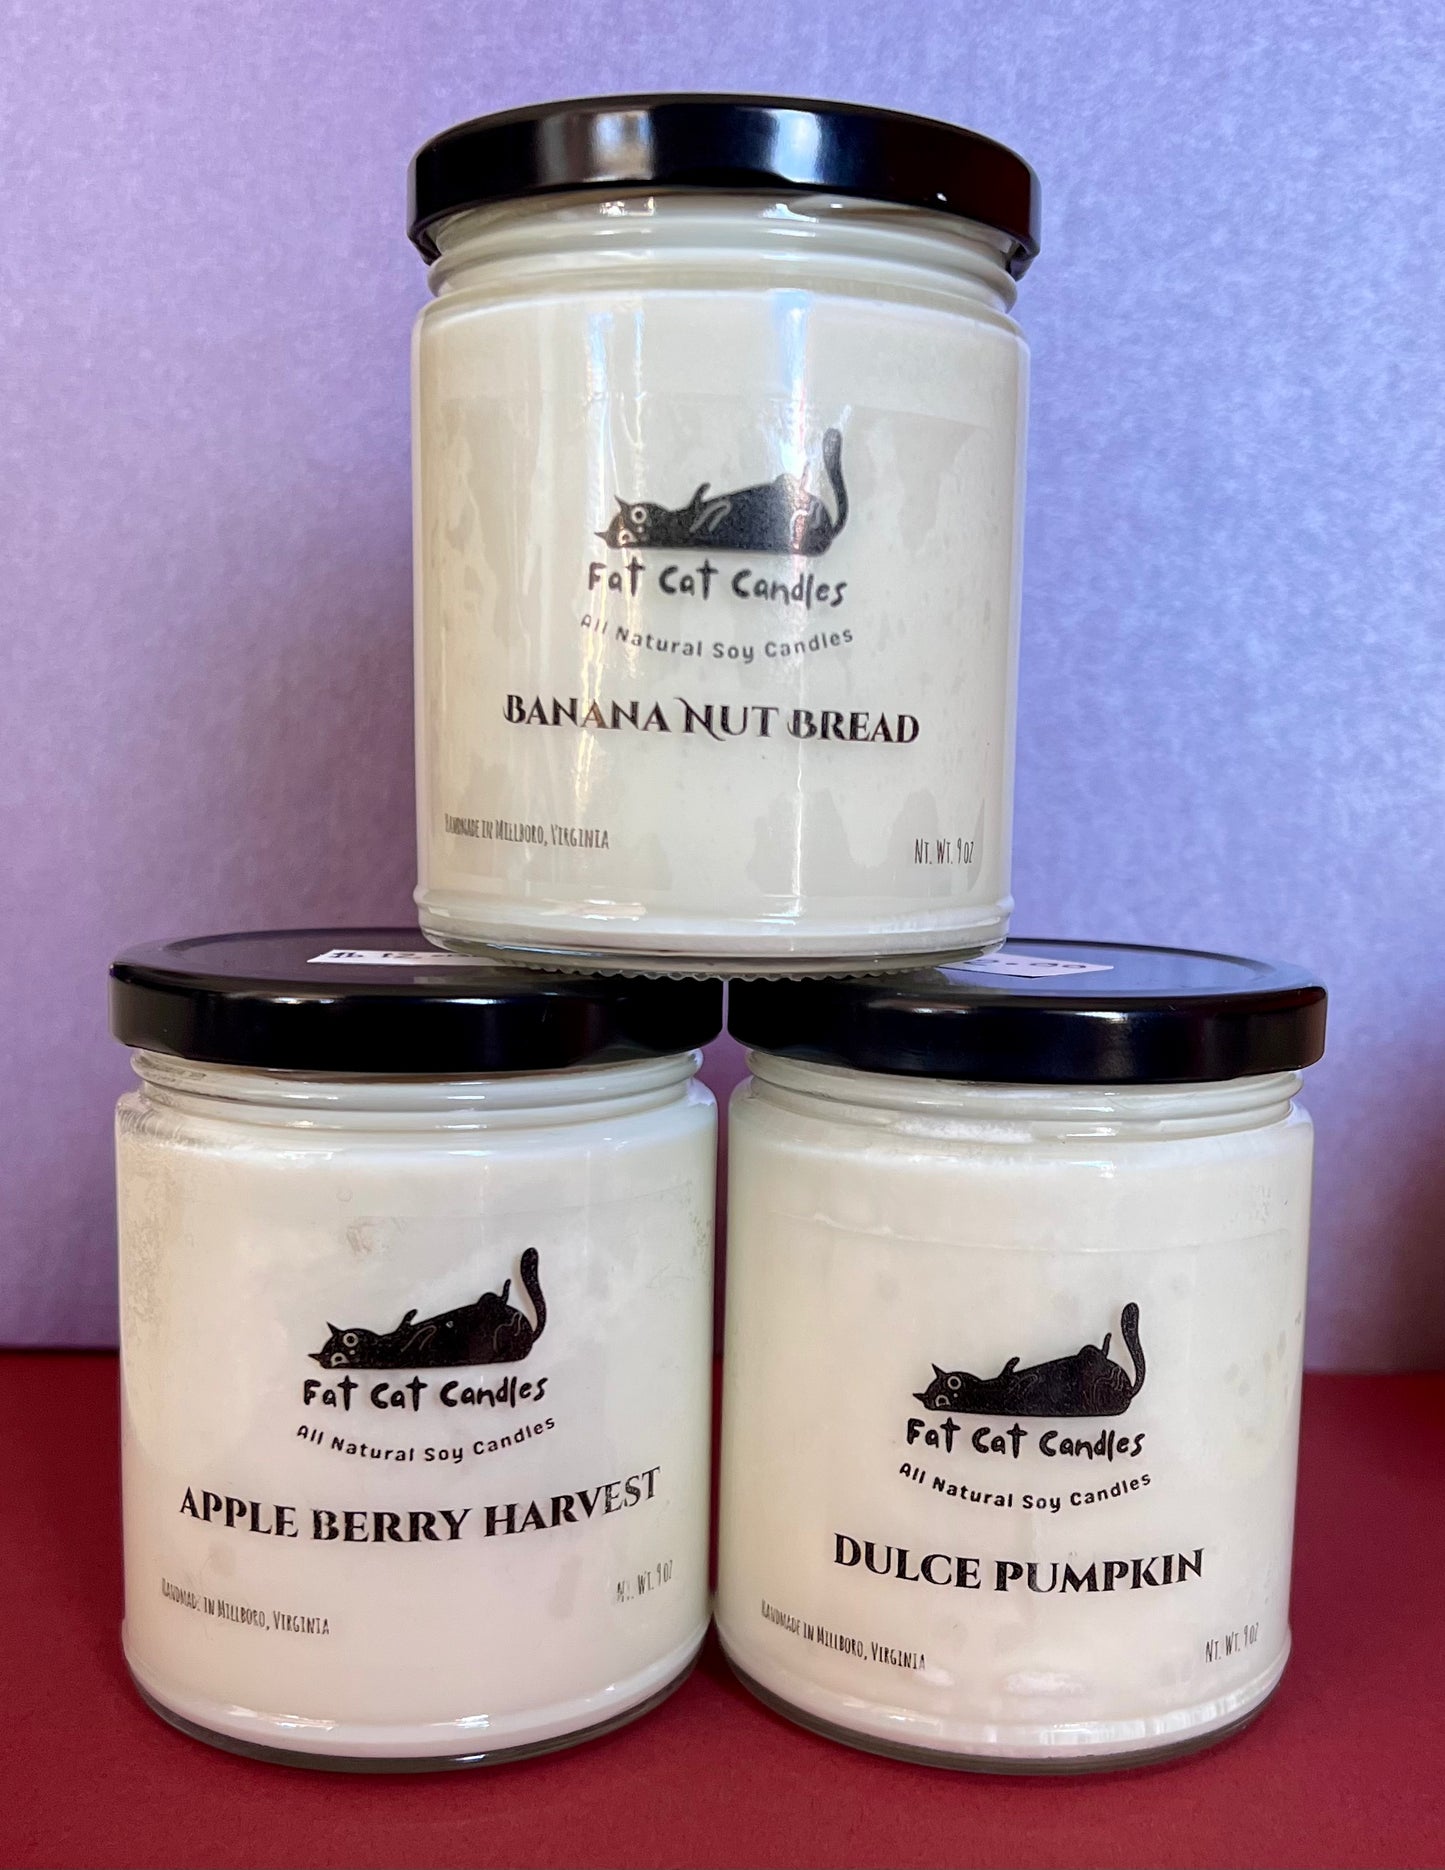 Fat Cat Candles
All Natural Soy Candles
Banana Nut Bread
Handmade in Millboro, Virginia
Nt. Wt. 9 oz
Fat Cat Candles
All Natural Soy Candles
Apple Berry Harvest
Handmade in Millboro, Virginia
Nt. Wt. 9 oz
Fat Cat Candles
All Natural Soy Candles
Dulce Pumpkin
Handmade in Millboro, Virginia
Nt. Wt. 9 oz